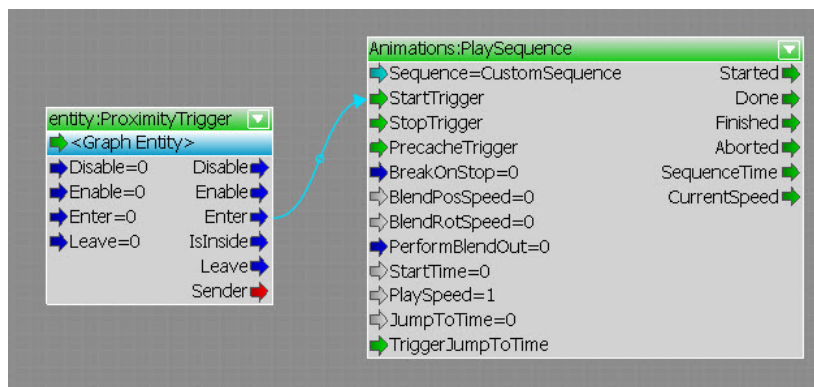 entity:ProximityTrigger
<Graph Entity>
Disable=0 Disable
Enable=0 Enable
Enter=0 Enter
Leave=0 IsInside
Leave
Sender
Animations:PlaySequence
Sequence=CustomSequence Started
StartTrigger Done
StopTrigger Finished
PrecacheTrigger Aborted
BreakOnStop=0 SequenceTime
BlendPosSpeed=0 CurrentSpeed
BlendRotSpeed=0
PerformBlendOut=0
StartTime=0
PlaySpeed=1
JumpToTime=0
TriggerJumpToTime